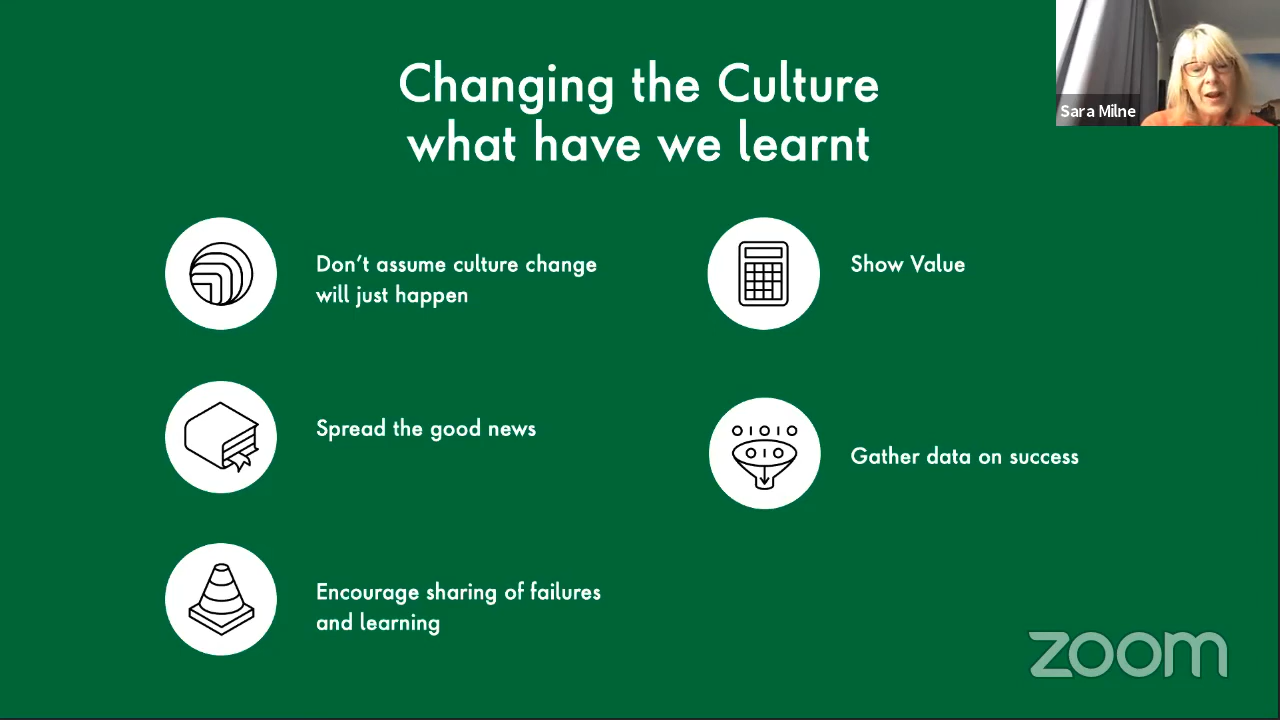 Changing the Culture
what have we learnt
Sara Milne
Don't assume culture change
will just happen
Show Value
Spread the good news
Gather data on success
Encourage sharing of failures
and learning
zoom